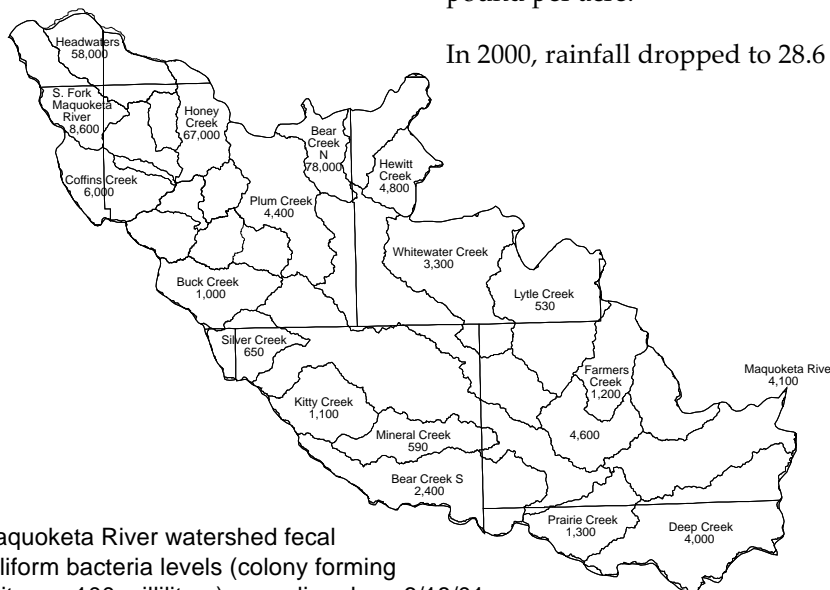 pound per acre.
In 2000, rainfall dropped to 28.6
Headwaters
58,000
S. Fork
Maquoketa
River
8,600
Honey
Creek
67,000
Bear
Creek
N
78,000
Hewitt
Creek
4,800
Coffins Creek
6,000
Plum Creek
4,400
Whitewater Creek
3,300
Buck Creek
1,000
Lytle Creek
530
Silver Creek
650
Farmers
Creek
1,200
Maquoketa Rive
4,100
Kitty Creek
1,100
Mineral Creek
590
4,600
Bear Creek S
2,400
Prairie Creek
1,300
Deep Creek
4,000
aquoketa River watershed fecal
liform bacteria levels (colony forming